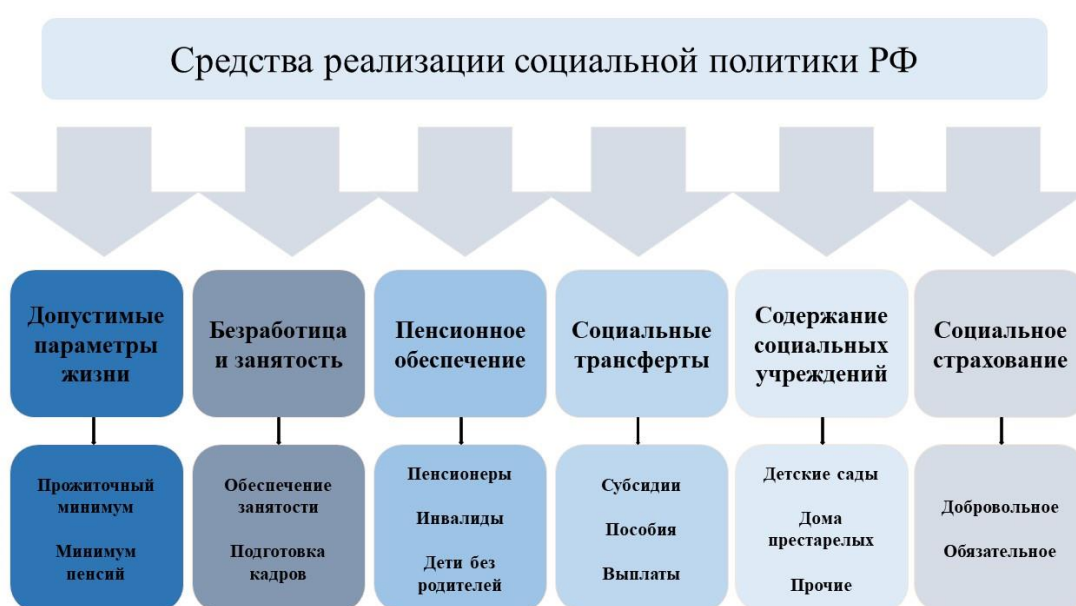 Средства реализации социальной политики РФ
Допустимые
параметры
жизни
Безработица
и занятость
Пенсионное
обеспечение
Социальные
трансферты
Содержание
социальных
учреждений
Социальное
страхование
Прожиточный
минимум
Минимум
пенсий
Обеспечение
занятости
Подготовка
кадров
Пенсионеры
Инвалиды
Дети без
родителей
Субсидии
Пособия
Выплаты
Детские сады
Дома
престарелых
Прочие
Добровольное
Обязательное